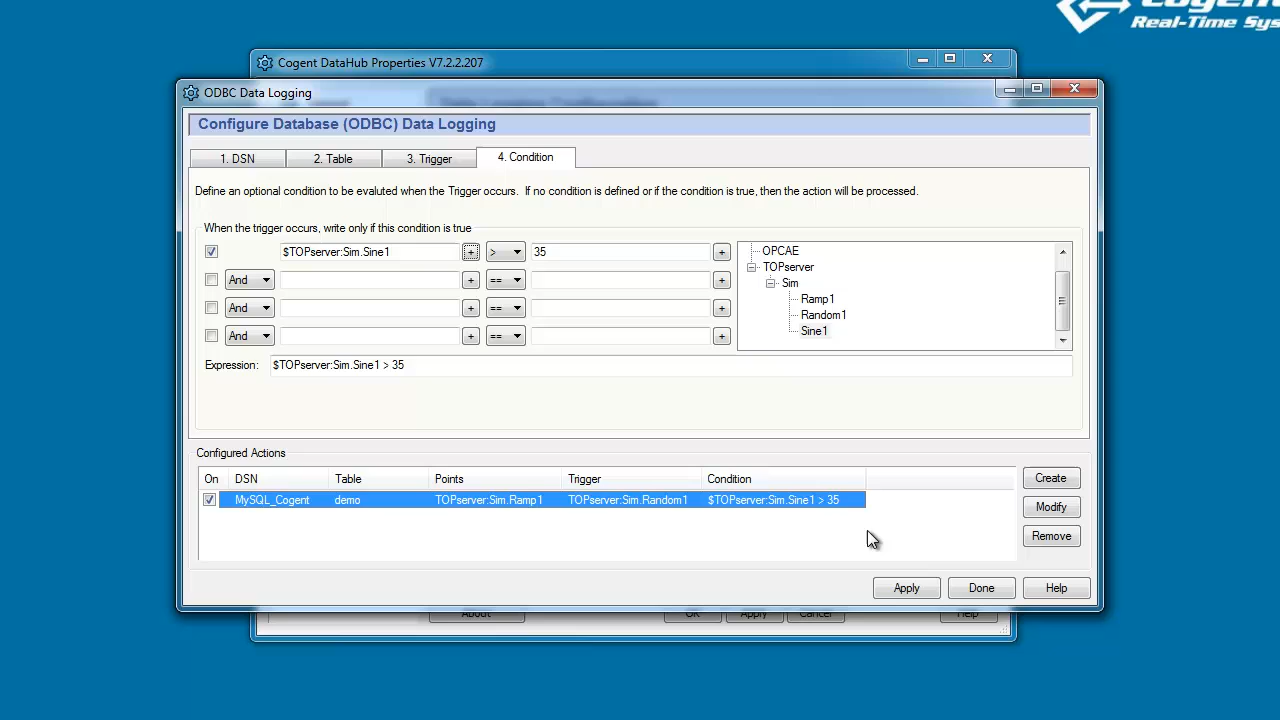 Real-Time Sys
Cogent DataHub Properties V7.2.2.207
ODBC Data Logging
Configure Database (ODBC) Data Logging
1. DSN 2. Table 3. Trigger 4. Condition
Define an optional condition to be evaluted when the Trigger occurs. If no condition is defined or if the condition is true, then the action will be processed.
When the trigger occurs, write only if this condition is true
$TOPserver:Sim.Sine1 + > 35 +
And + == +
And + == +
And + == +
OPCAE
TOPserver
Sim
Ramp1
Random1
Sine1
Expression: $TOPserver:Sim.Sine1 > 35
Configured Actions
On DSN Table Points Trigger Condition
MySQL_Cogent demo TOPserver:Sim.Ramp1 TOPserver:Sim.Random1 $TOPserver:Sim.Sine1 > 35
Create
Modify
Remove
Apply Done Help
About OK Apply Cancel Help